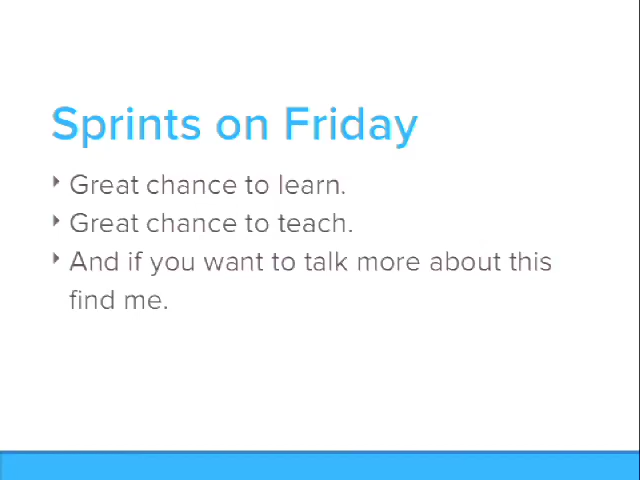 Sprints on Friday
Great chance to learn.
Great chance to teach.
And if you want to talk more about this
find me.